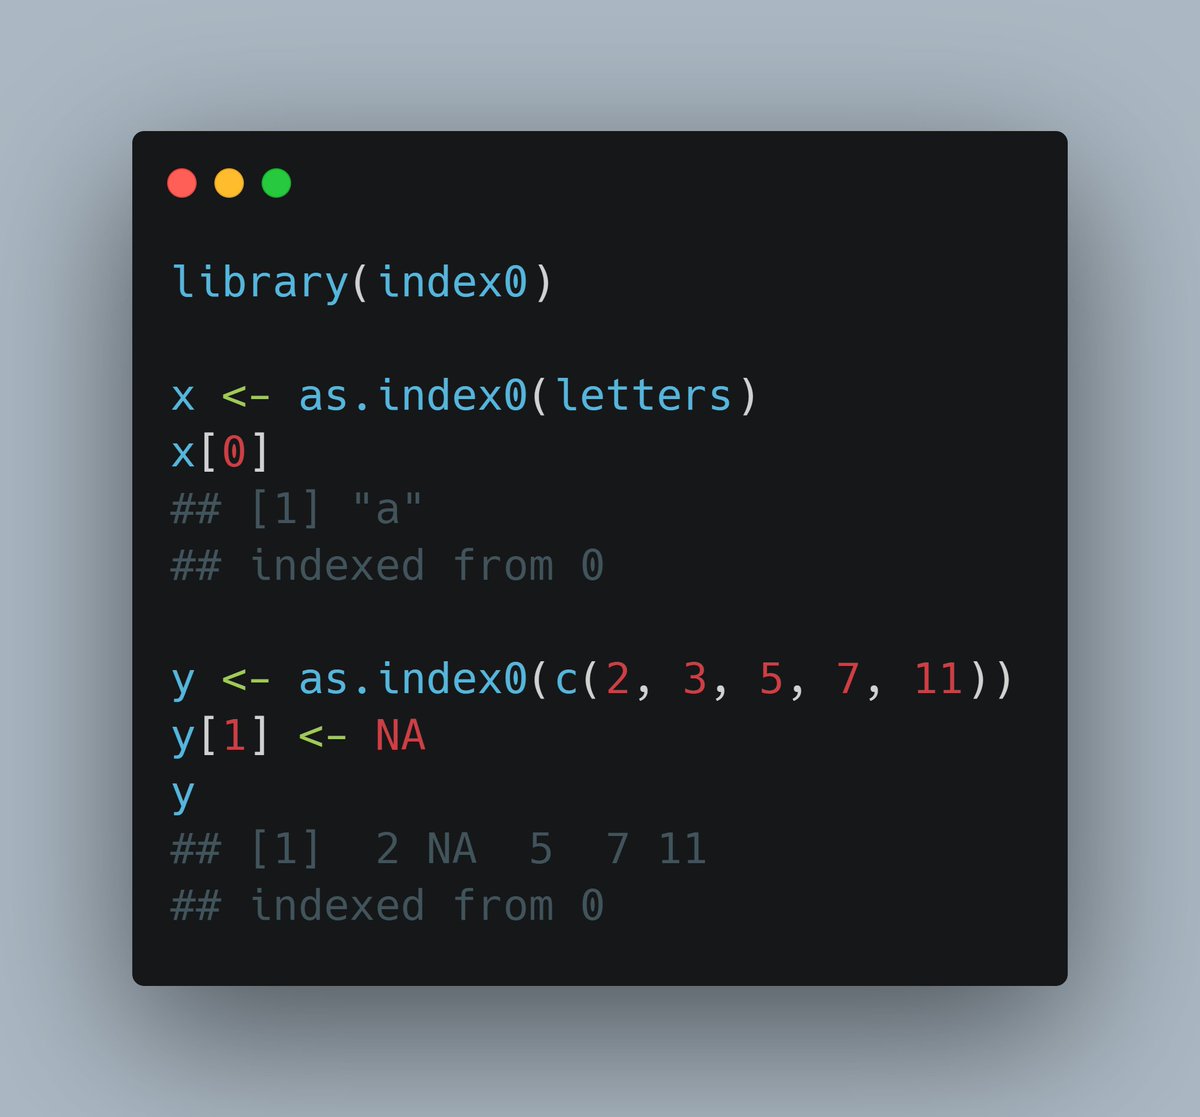 library(index0)
x <- as.index0(letters)
x[0]
## [1] "a"
## indexed from 0
y <- as.index0(c(2, 3, 5, 7, 11))
y[1] <- NA
y
## [1]  2 NA  5  7 11
## indexed from 0